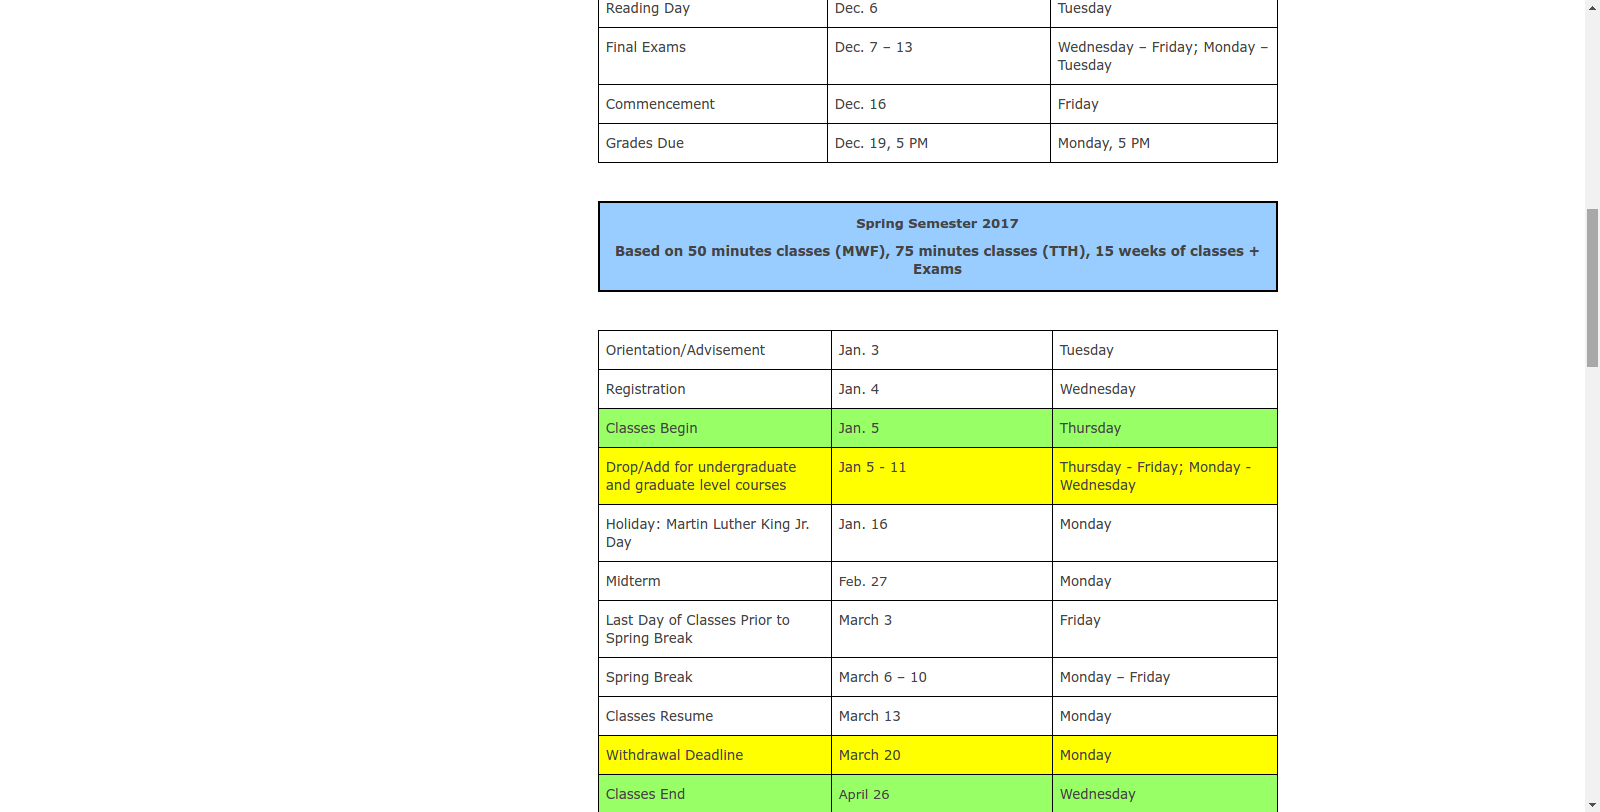 Reading Day Dec. 6 Tuesday
Final Exams Dec. 7 – 13 Wednesday – Friday; Monday –
Tuesday
Commencement Dec. 16 Friday
Grades Due Dec. 19, 5 PM Monday, 5 PM
Spring Semester 2017
Based on 50 minutes classes (MWF), 75 minutes classes (TTH), 15 weeks of classes +
Exams
Orientation/Advisement Jan. 3 Tuesday
Registration Jan. 4 Wednesday
Classes Begin Jan. 5 Thursday
Drop/Add for undergraduate Jan 5 - 11 Thursday - Friday; Monday -
and graduate level courses Wednesday
Holiday: Martin Luther King Jr. Jan. 16 Monday
Day
Midterm Feb. 27 Monday
Last Day of Classes Prior to March 3 Friday
Spring Break
Spring Break March 6 – 10 Monday – Friday
Classes Resume March 13 Monday
Withdrawal Deadline March 20 Monday
Classes End April 26 Wednesday